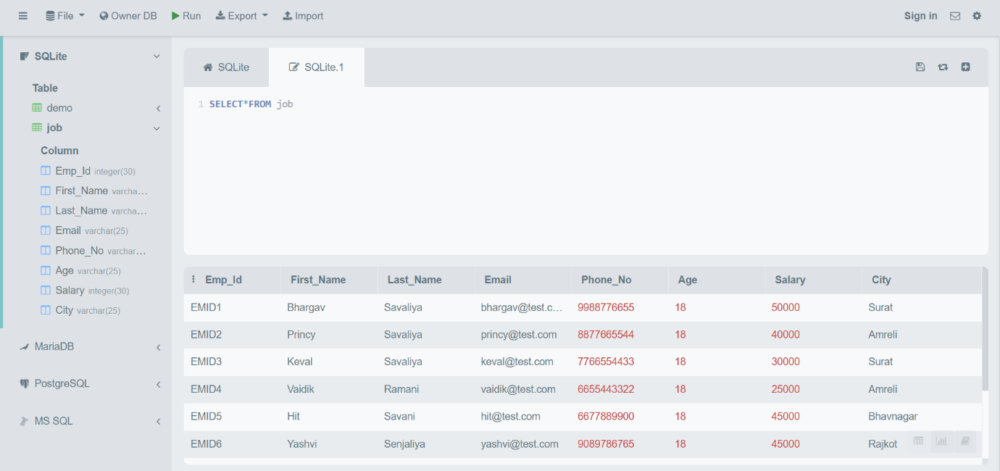 File Owner DB Run Export Import Sign in
SQLite
Table
demo
job
Column
Emp_Id integer(30)
First_Name varcha...
Last_Name varcha...
Email varchar(25)
Phone_No varchar...
Age varchar(25)
Salary integer(30)
City varchar(25)
MariaDB
PostgreSQL
MS SQL
SQLite SQLite.1
1 SELECT*FROM job
Emp_Id First_Name Last_Name Email Phone_No Age Salary City
EMID1 Bhargav Savaliya bhargav@test.c... 9988776655 18 50000 Surat
EMID2 Princy Savaliya princy@test.com 8877665544 18 40000 Amreli
EMID3 Keval Savaliya keval@test.com 7766554433 18 30000 Surat
EMID4 Vaidik Ramani vaidik@test.com 6655443322 18 25000 Amreli
EMID5 Hit Savani hit@test.com 6677889900 18 45000 Bhavnagar
EMID6 Yashvi Senjaliya yashvi@test.com 9089786765 18 45000 Rajkot